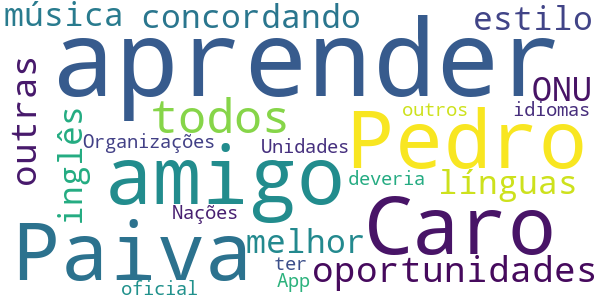 música concordando estilo
aprender
outras todos ONU
outros idiomas
inglês Organizações Unidades Pedro
amigo deveria línguas
Nações Caro
Paiva melhor
ter oportunidades
oficial App